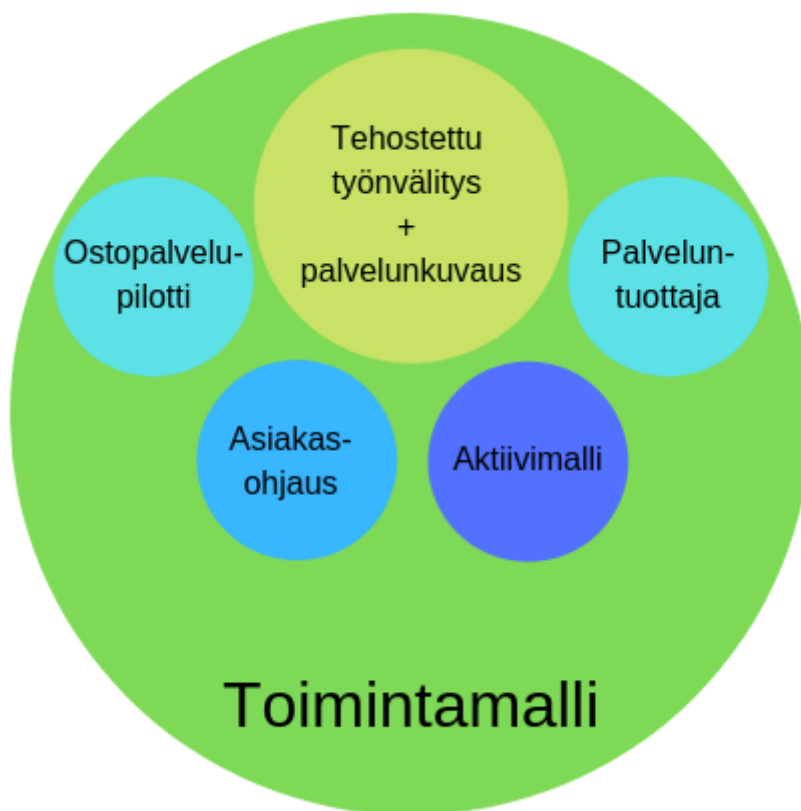 Tehostettu
työnvälitys
+
palvelunkuvaus
Ostopalvelu-
pilotti
Palvelun-
tuottaja
Asiakas-
ohjaus
Aktiivimalli
Toimintamalli